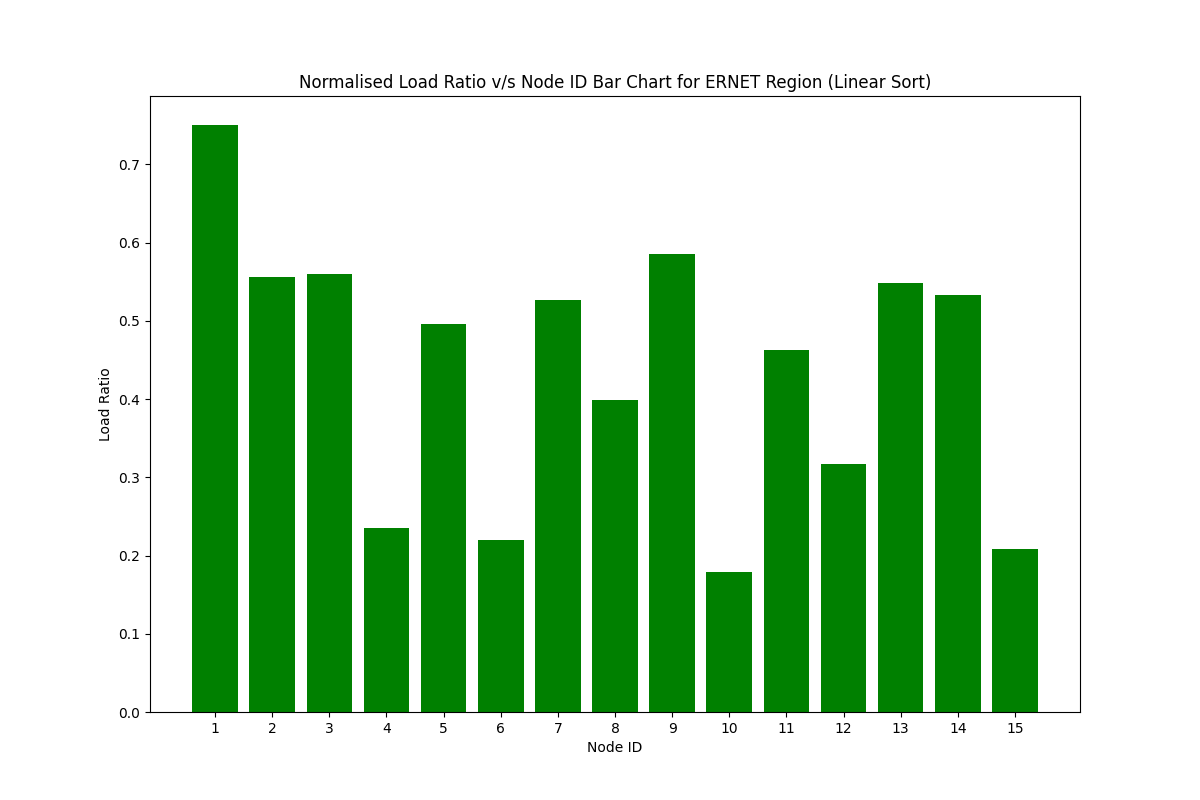 Normalised Load Ratio v/s Node ID Bar Chart for ERNET Region (Linear Sort)
Load Ratio
0.7
0.6
0.5
0.4
0.3
0.2
0.1
0.0
1 2 3 4 5 6 7 8 9 10 11 12 13 14 15
Node ID